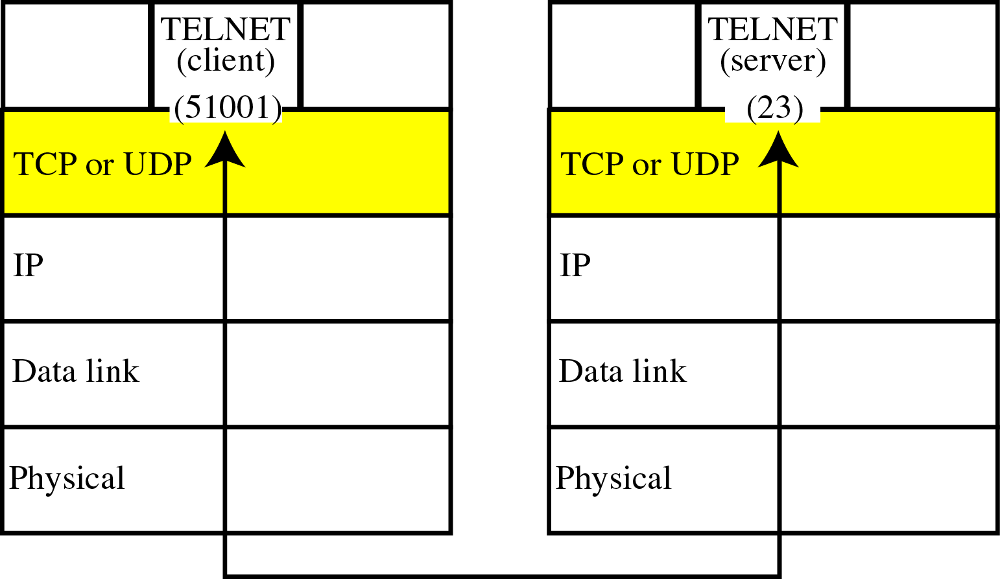 TELNET
(client)
(51001)
TCP or UDP
IP
Data link
Physical
TELNET
(server)
(23)
TCP or UDP
IP
Data link
Physical